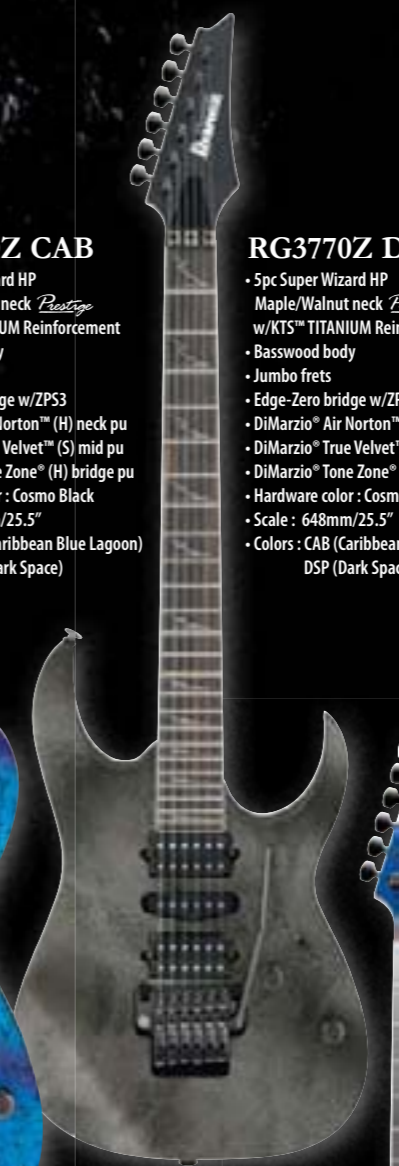 Ibanez
Z CAB
rd HP
neck Prestige
UM Reinforcement
y
ge w/ZPS3
Norton™ (H) neck pu
Velvet™ (S) mid pu
e Zone® (H) bridge pu
r : Cosmo Black
/25.5”
aribbean Blue Lagoon)
ark Space)
RG3770Z D
• 5pc Super Wizard HP
Maple/Walnut neck
w/KTS™ TITANIUM Rei
• Basswood body
• Jumbo frets
• Edge-Zero bridge w/ZP
• DiMarzio® Air Norton™
• DiMarzio® True Velvet™
• DiMarzio® Tone Zone®
• Hardware color : Cosm
• Scale : 648mm/25.5”
• Colors : CAB (Caribbean
DSP (Dark Spac